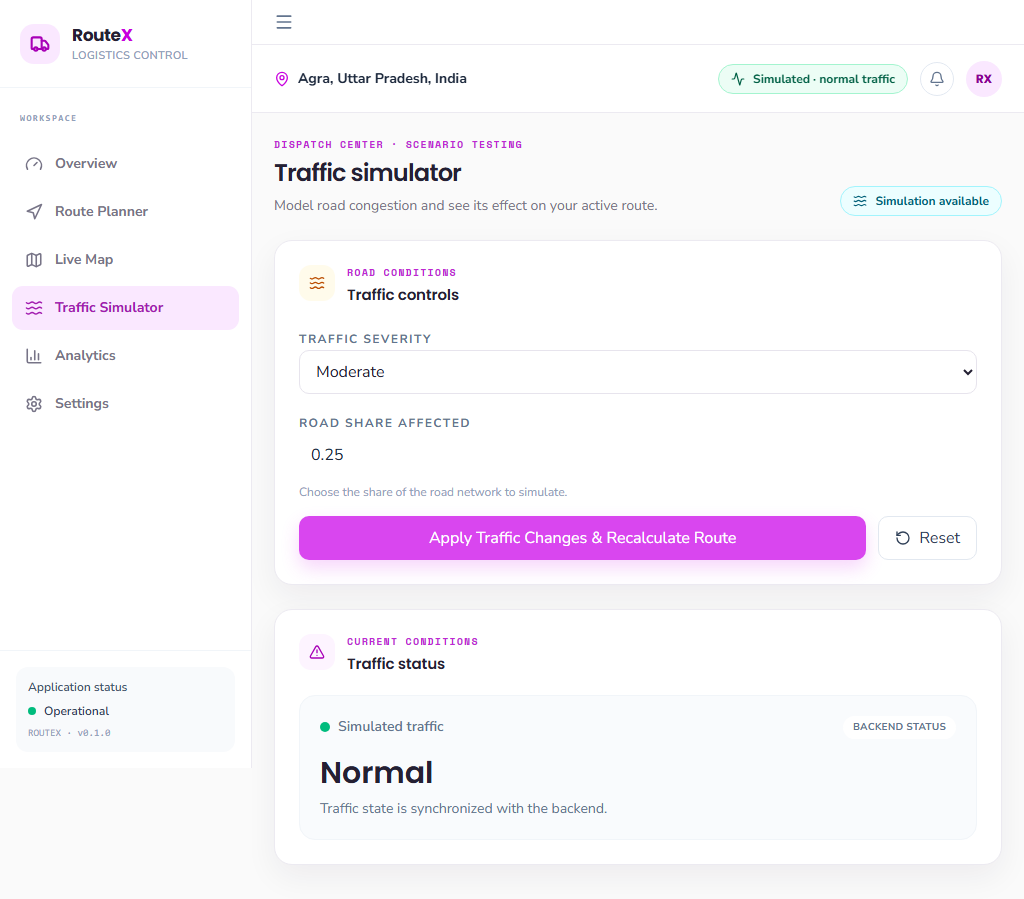 RouteX
LOGISTICS CONTROL
WORKSPACE
Overview
Route Planner
Live Map
Traffic Simulator
Analytics
Settings
Application status
Operational
ROUTEX · v0.1.0
Agra, Uttar Pradesh, India
Simulated · normal traffic
RX
DISPATCH CENTER · SCENARIO TESTING
Traffic simulator
Model road congestion and see its effect on your active route.
Simulation available
ROAD CONDITIONS
Traffic controls
TRAFFIC SEVERITY
Moderate
ROAD SHARE AFFECTED
0.25
Choose the share of the road network to simulate.
Apply Traffic Changes & Recalculate Route
Reset
CURRENT CONDITIONS
Traffic status
Simulated traffic
BACKEND STATUS
Normal
Traffic state is synchronized with the backend.